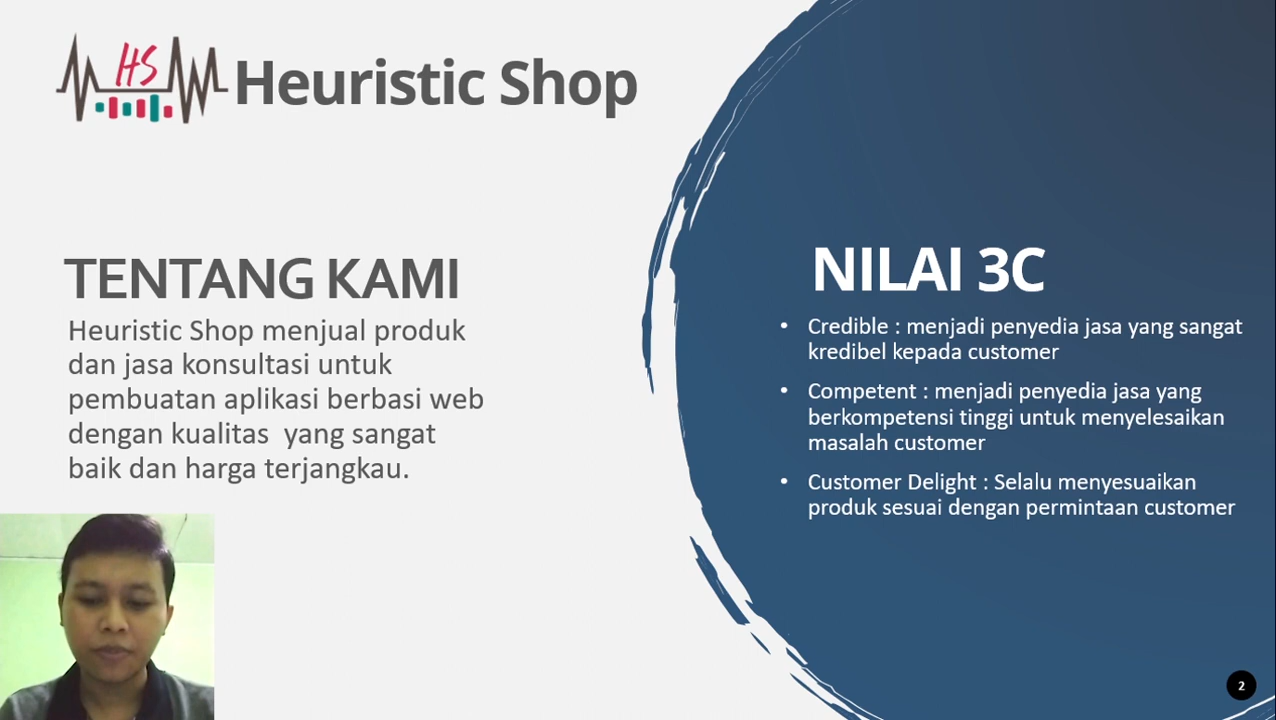 HS
Heuristic Shop
TENTANG KAMI
Heuristic Shop menjual produk
dan jasa konsultasi untuk
pembuatan aplikasi berbasi web
dengan kualitas  yang sangat
baik dan harga terjangkau.
NILAI 3C
• Credible : menjadi penyedia jasa yang sangat
kredibel kepada customer
• Competent : menjadi penyedia jasa yang
berkompetensi tinggi untuk menyelesaikan
masalah customer
• Customer Delight : Selalu menyesuaikan
produk sesuai dengan permintaan customer
2